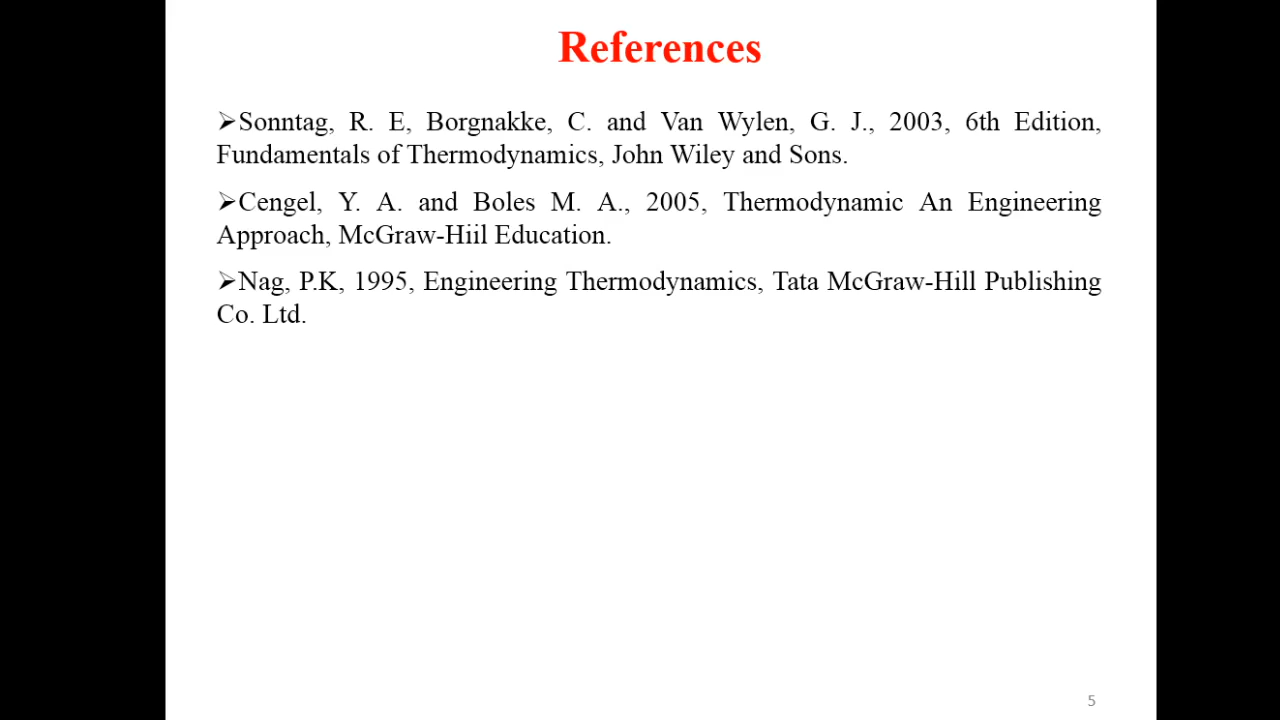 References
➢Sonntag, R. E, Borgnakke, C. and Van Wylen, G. J., 2003, 6th Edition,
Fundamentals of Thermodynamics, John Wiley and Sons.
➢Cengel, Y. A. and Boles M. A., 2005, Thermodynamic An Engineering
Approach, McGraw-Hiil Education.
➢Nag, P.K, 1995, Engineering Thermodynamics, Tata McGraw-Hill Publishing
Co. Ltd.
5